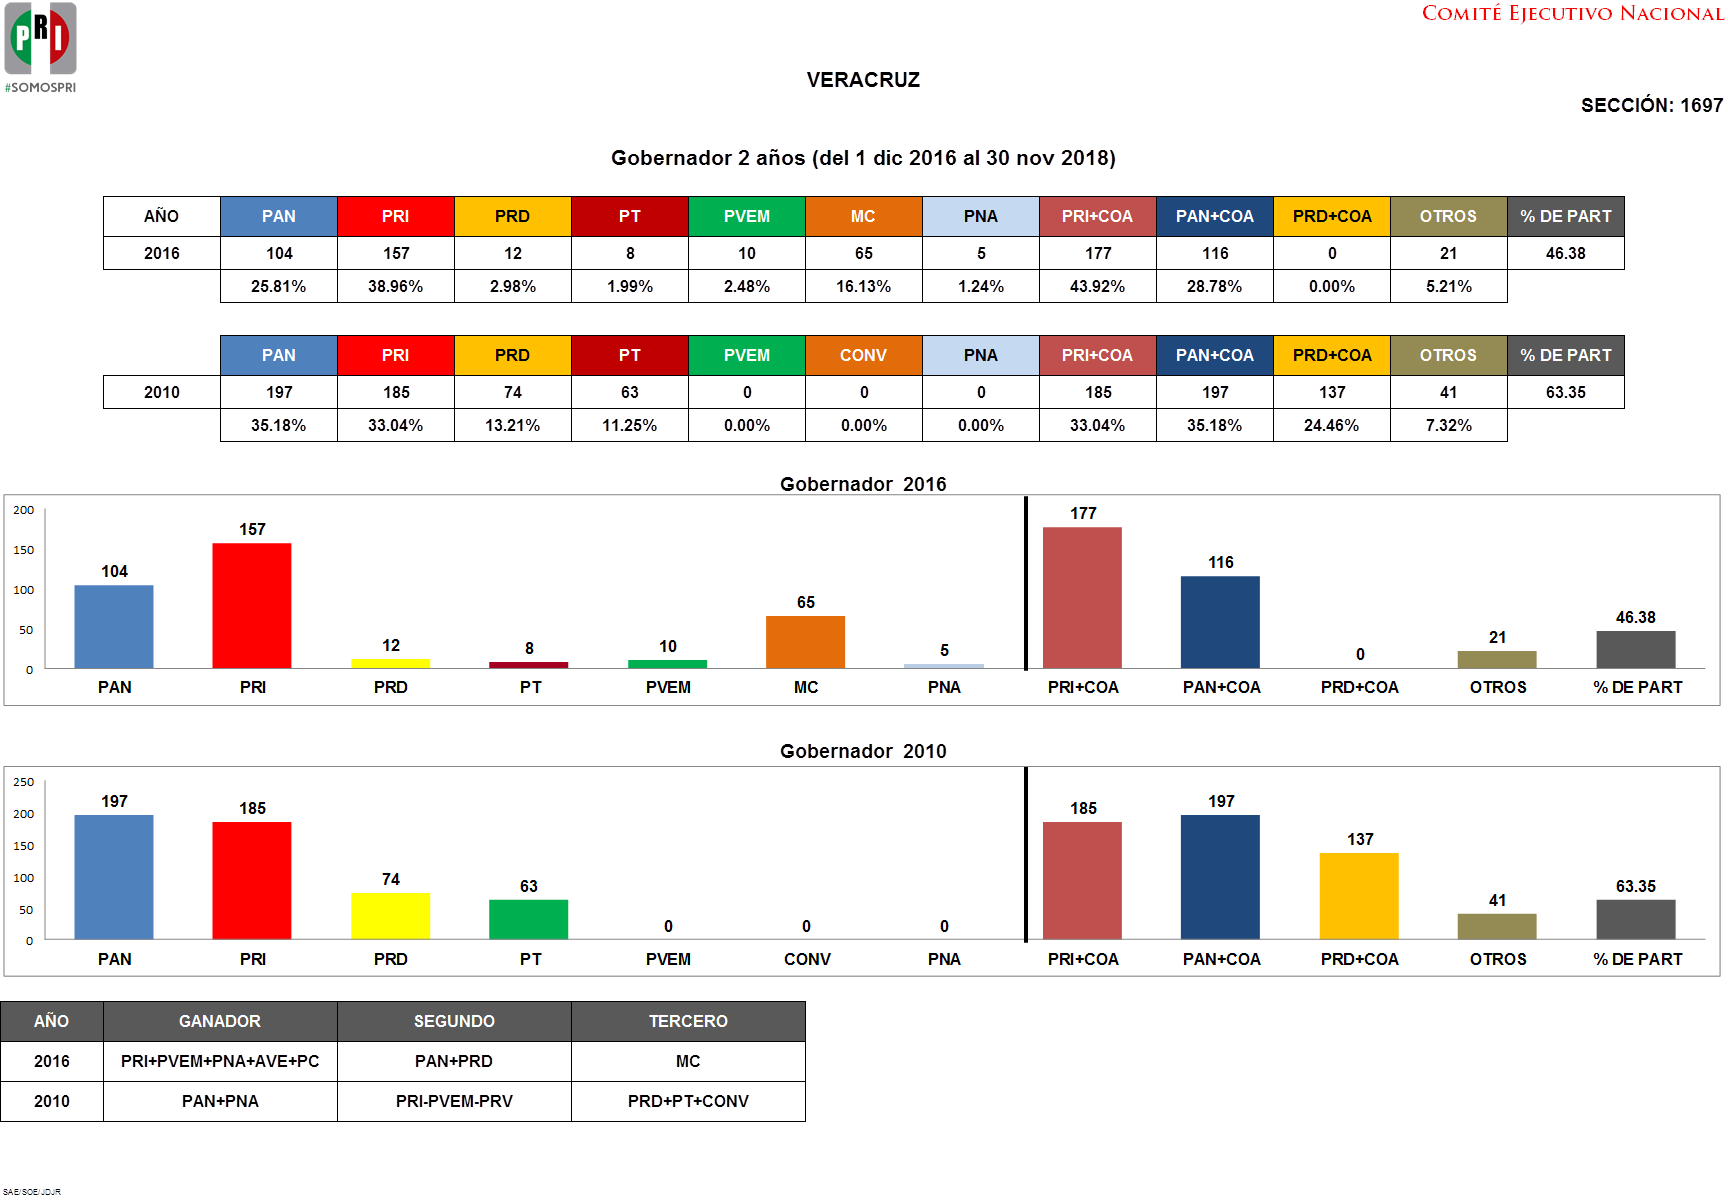 COMITÉ EJECUTIVO NACIONAL
PRI
#SOMOSPRI
VERACRUZ
SECCIÓN: 1697
Gobernador 2 años (del 1 dic 2016 al 30 nov 2018)
AÑO PAN PRI PRD PT PVEM MC PNA PRI+COA PAN+COA PRD+COA OTROS % DE PART
2016 104 157 12 8 10 65 5 177 116 0 21 46.38
25.81% 38.96% 2.98% 1.99% 2.48% 16.13% 1.24% 43.92% 28.78% 0.00% 5.21%
PAN PRI PRD PT PVEM CONV PNA PRI+COA PAN+COA PRD+COA OTROS % DE PART
2010 197 185 74 63 0 0 0 185 197 137 41 63.35
35.18% 33.04% 13.21% 11.25% 0.00% 0.00% 0.00% 33.04% 35.18% 24.46% 7.32%
Gobernador 2016
200
150
100
50
0
104 157 12 8 10 65 5 177 116 0 21 46.38
PAN PRI PRD PT PVEM MC PNA PRI+COA PAN+COA PRD+COA OTROS % DE PART
Gobernador 2010
250
200
150
100
50
0
197 185 74 63 0 0 0 185 197 137 41 63.35
PAN PRI PRD PT PVEM CONV PNA PRI+COA PAN+COA PRD+COA OTROS % DE PART
AÑO GANADOR SEGUNDO TERCERO
2016 PRI+PVEM+PNA+AVE+PC PAN+PRD MC
2010 PAN+PNA PRI-PVEM-PRV PRD+PT+CONV
SAE/SOE/JDJR